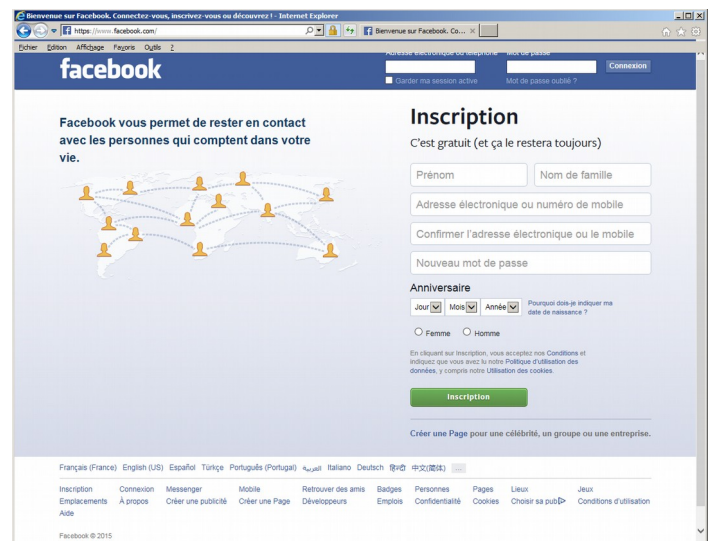 Bienvenue sur Facebook. Connectez-vous, inscrivez-vous ou découvrez ! - Internet Explorer
https://www.facebook.com/
Bienvenue sur Facebook. Co...
Fichier Edition Affichage Favoris Outils ?
Adresse électronique ou téléphone Mot de passe
facebook
Connexion
Garder ma session active Mot de passe oublié ?
Facebook vous permet de rester en contact
avec les personnes qui comptent dans votre
vie.
Inscription
C'est gratuit (et ça le restera toujours)
Prénom Nom de famille
Adresse électronique ou numéro de mobile
Confirmer l'adresse électronique ou le mobile
Nouveau mot de passe
Anniversaire
Jour Mois Année
Pourquoi dois-je indiquer ma
date de naissance ?
Femme Homme
En cliquant sur Inscription, vous acceptez nos Conditions et
indiquez que vous avez lu notre Politique d'utilisation des
données, y compris notre Utilisation des cookies.
Inscription
Créer une Page pour une célébrité, un groupe ou une entreprise.
Français (France) English (US) Español Türkçe Português (Portugal) العربية Italiano Deutsch हिन्दी 中文(简体) ...
Inscription Connexion Messenger Mobile Retrouver des amis Badges Personnes Pages Lieux Jeux
Emplacements À propos Créer une publicité Créer une Page Développeurs Emplois Confidentialité Cookies Choisir sa pub Conditions d'utilisation
Aide
Facebook © 2015